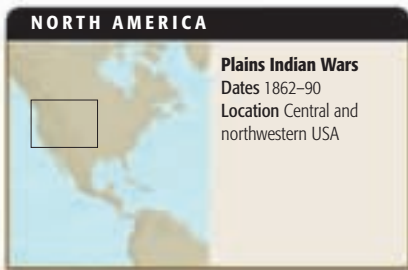 NORTH AMERICA
Plains Indian Wars
Dates 1862–90
Location Central and
northwestern USA